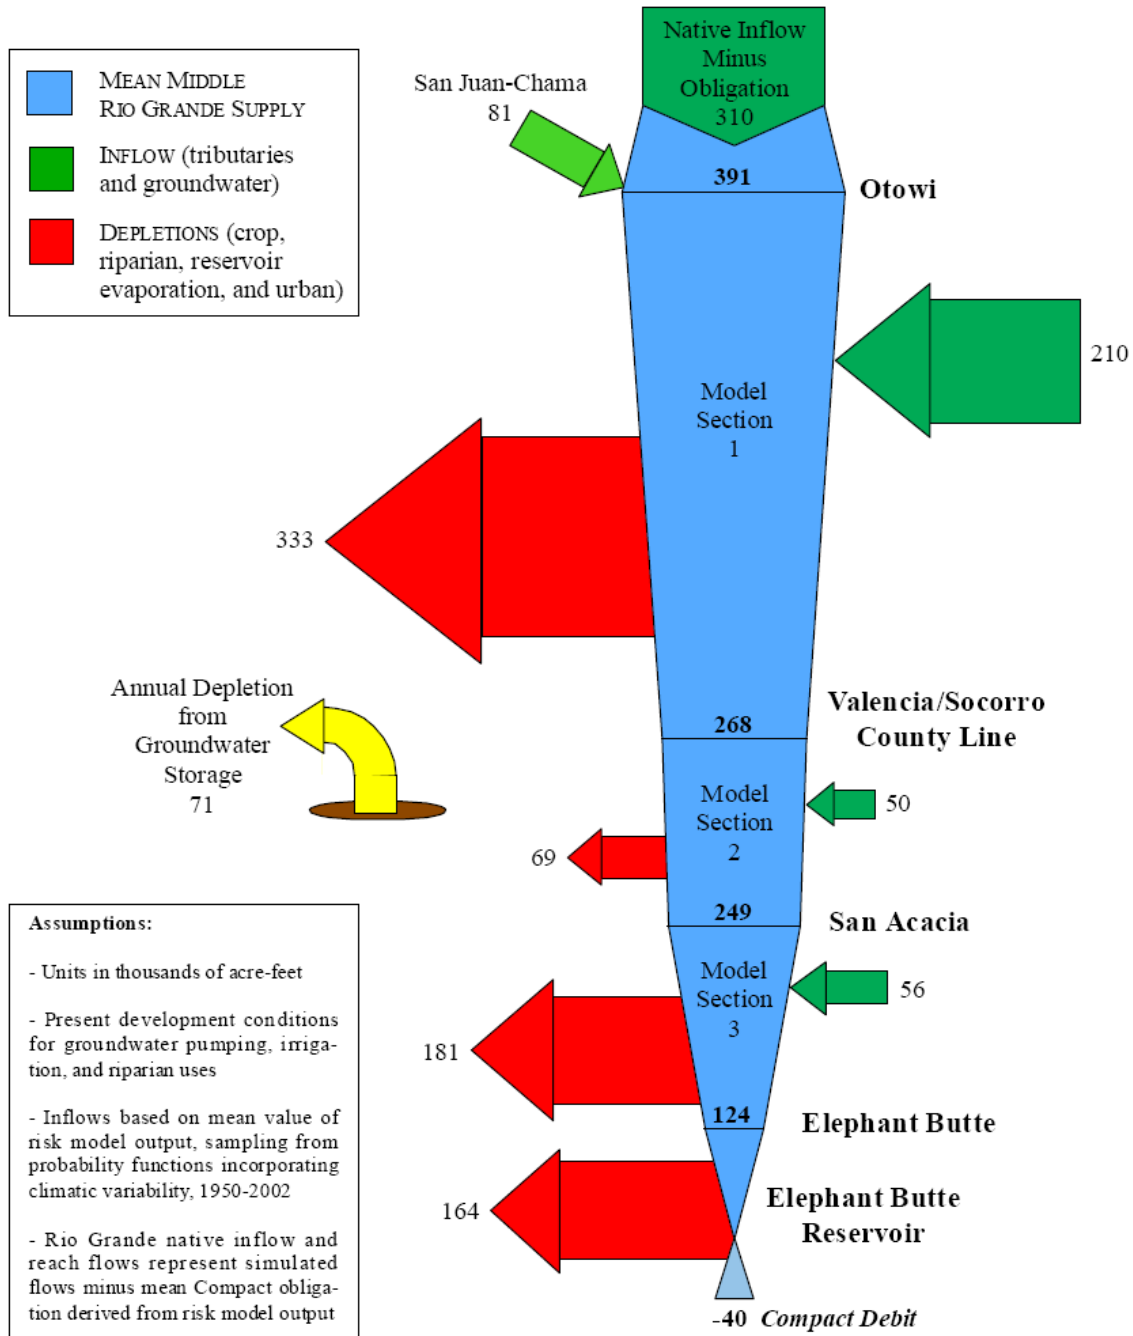 MEAN MIDDLE
RIO GRANDE SUPPLY
INFLOW (tributaries
and groundwater)
DEPLETIONS (crop,
riparian, reservoir
evaporation, and urban)
Native Inflow
Minus
Obligation
310
San Juan-Chama
81
391
Otowi
210
Model
Section
1
333
Annual Depletion
from
Groundwater
Storage
71
268
Valencia/Socorro
County Line
Model
Section
2
50
69
249
San Acacia
Model
Section
3
56
181
124
Elephant Butte
164
Elephant Butte
Reservoir
-40 Compact Debit
Assumptions:
- Units in thousands of acre-feet
- Present development conditions
for groundwater pumping, irriga-
tion, and riparian uses
- Inflows based on mean value of
risk model output, sampling from
probability functions incorporating
climatic variability, 1950-2002
- Rio Grande native inflow and
reach flows represent simulated
flows minus mean Compact obliga-
tion derived from risk model output